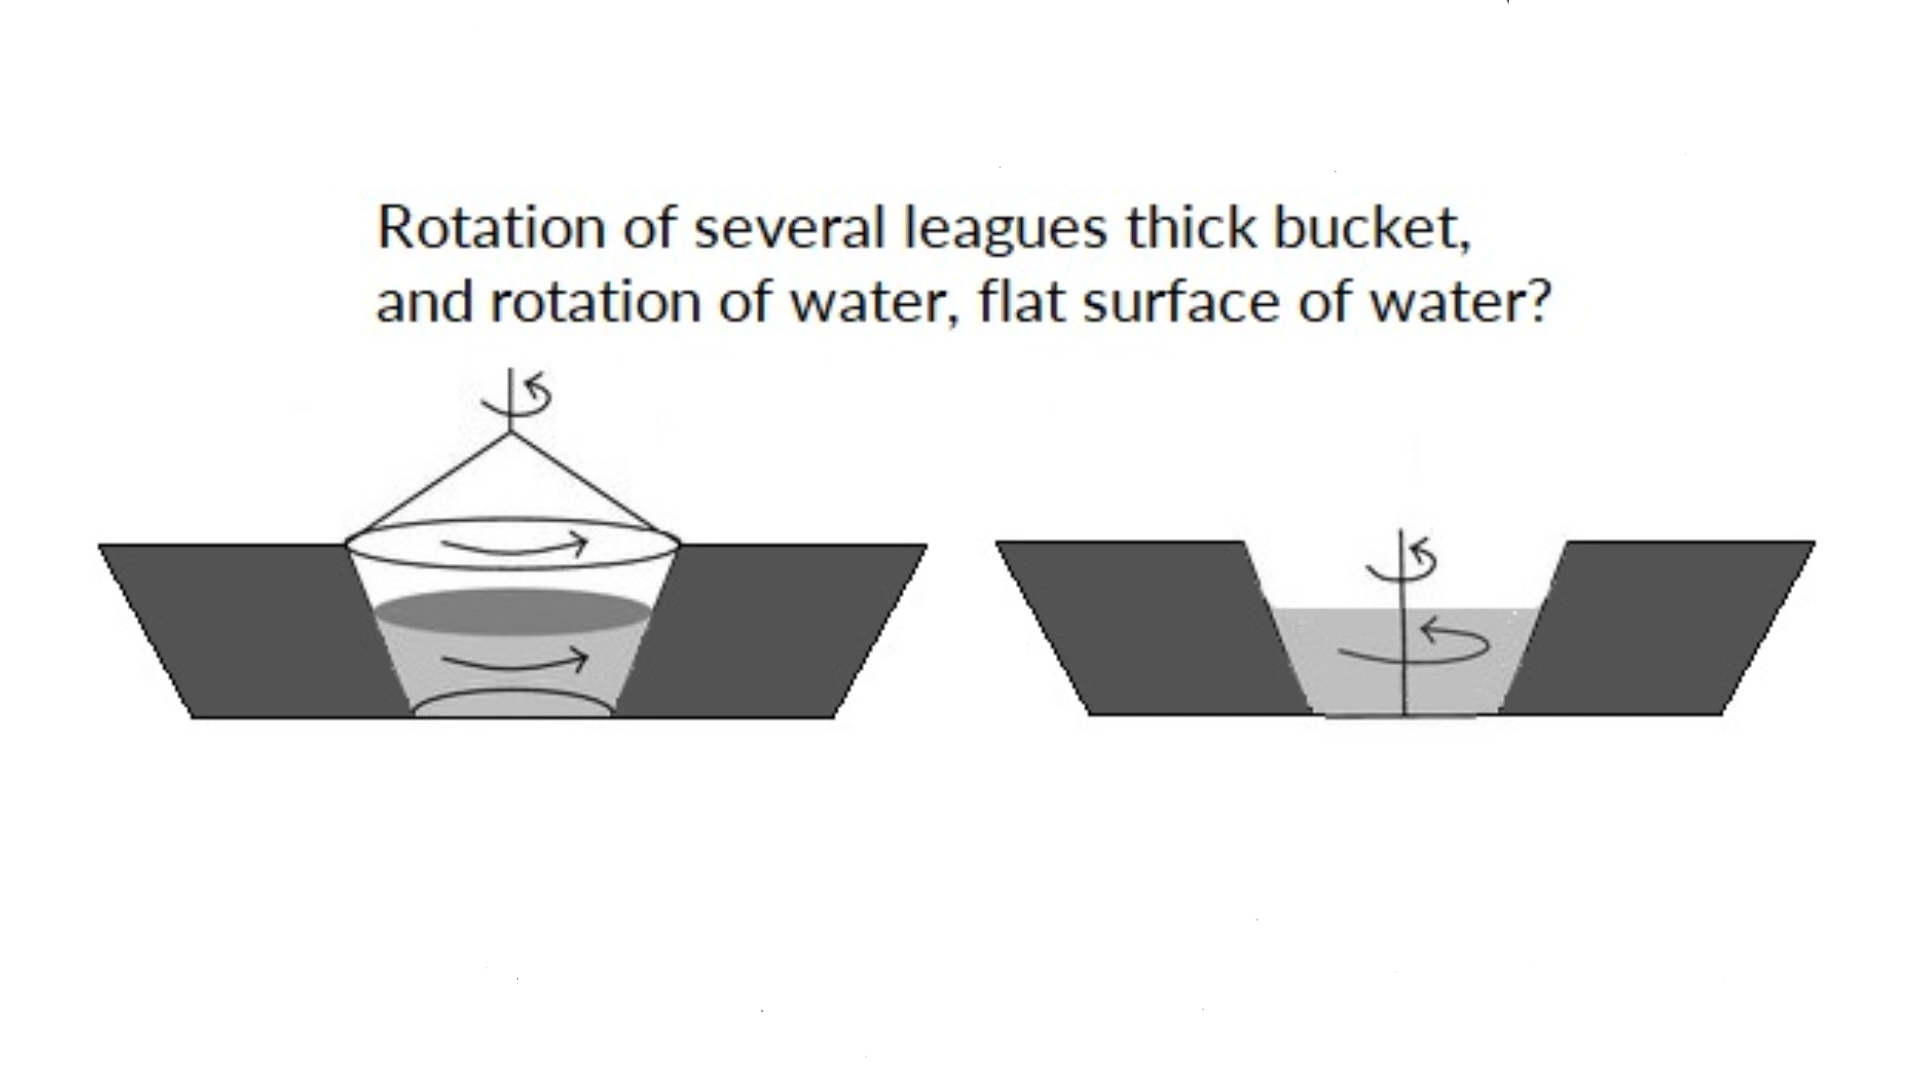 Rotation of several leagues thick bucket,
and rotation of water, flat surface of water?